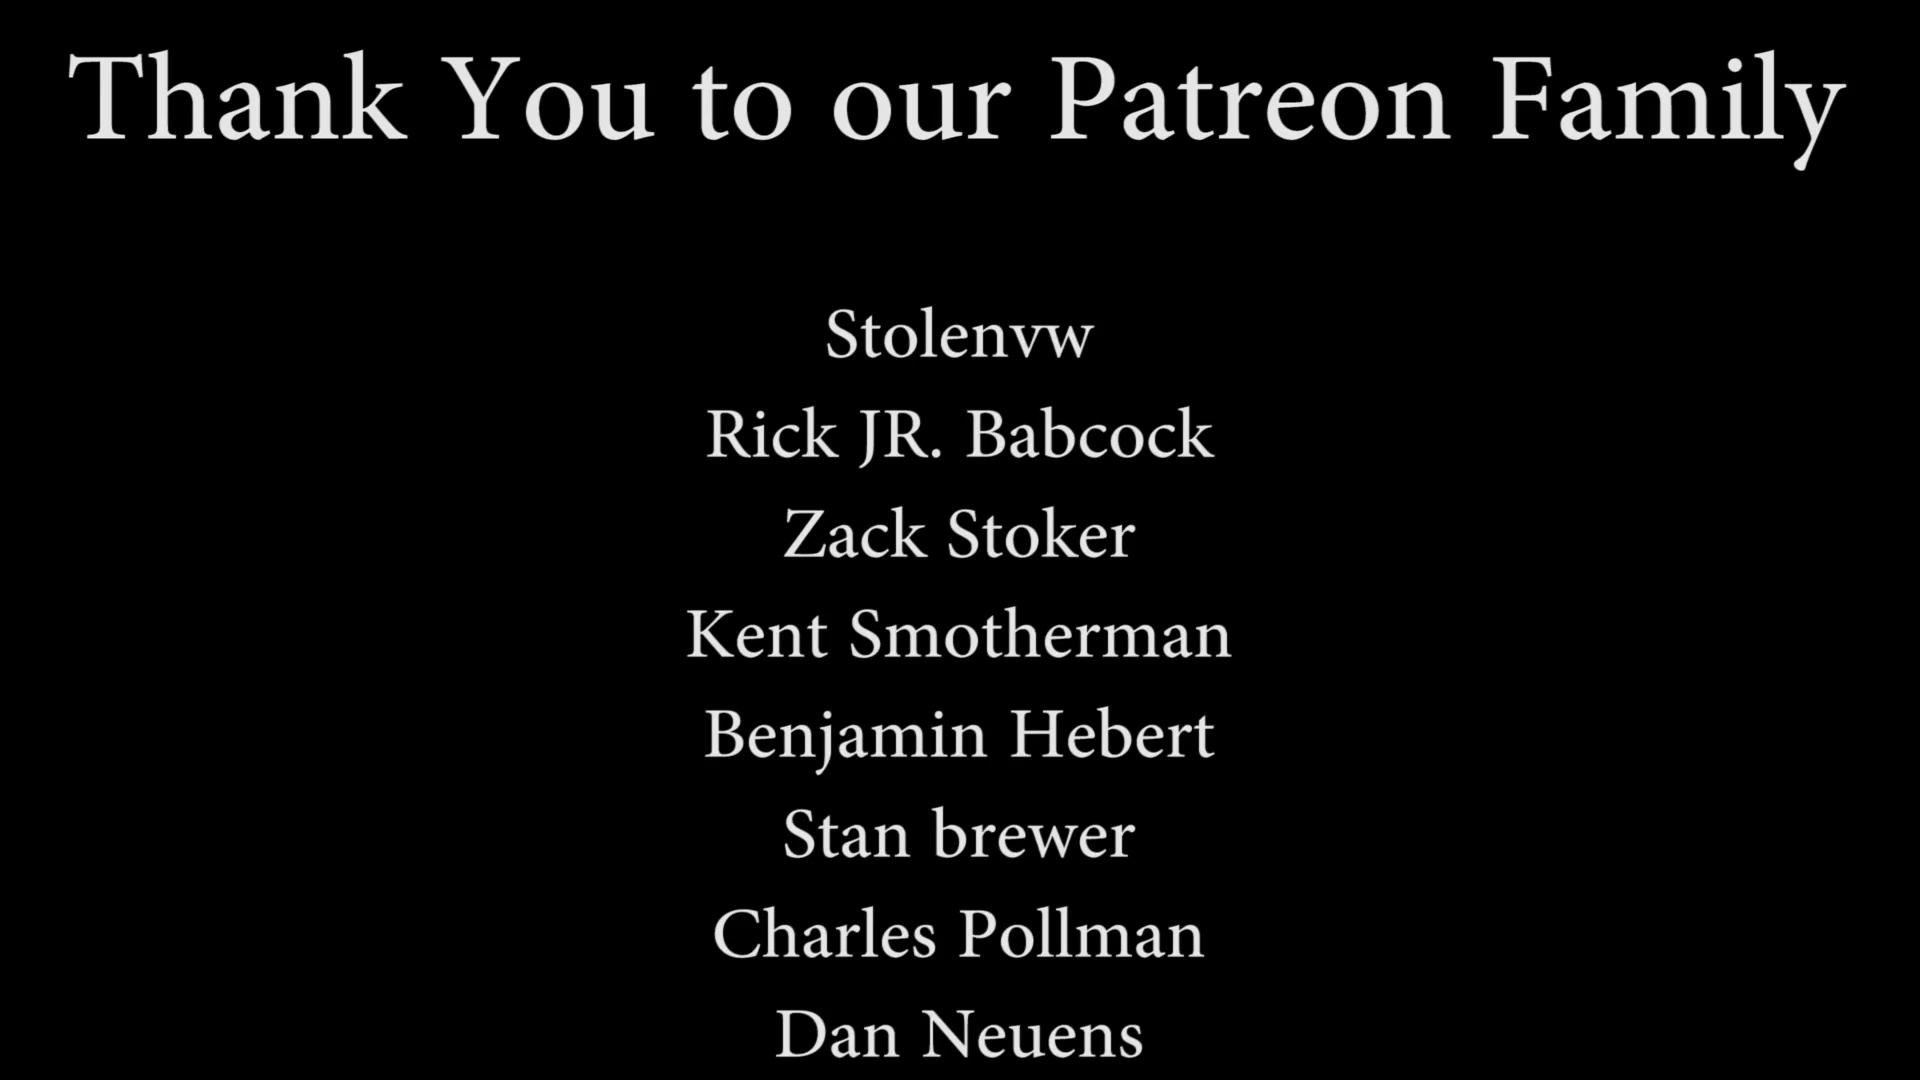 Thank You to our Patreon Family
Stolenvw
Rick JR. Babcock
Zack Stoker
Kent Smotherman
Benjamin Hebert
Stan brewer
Charles Pollman
Dan Neuens